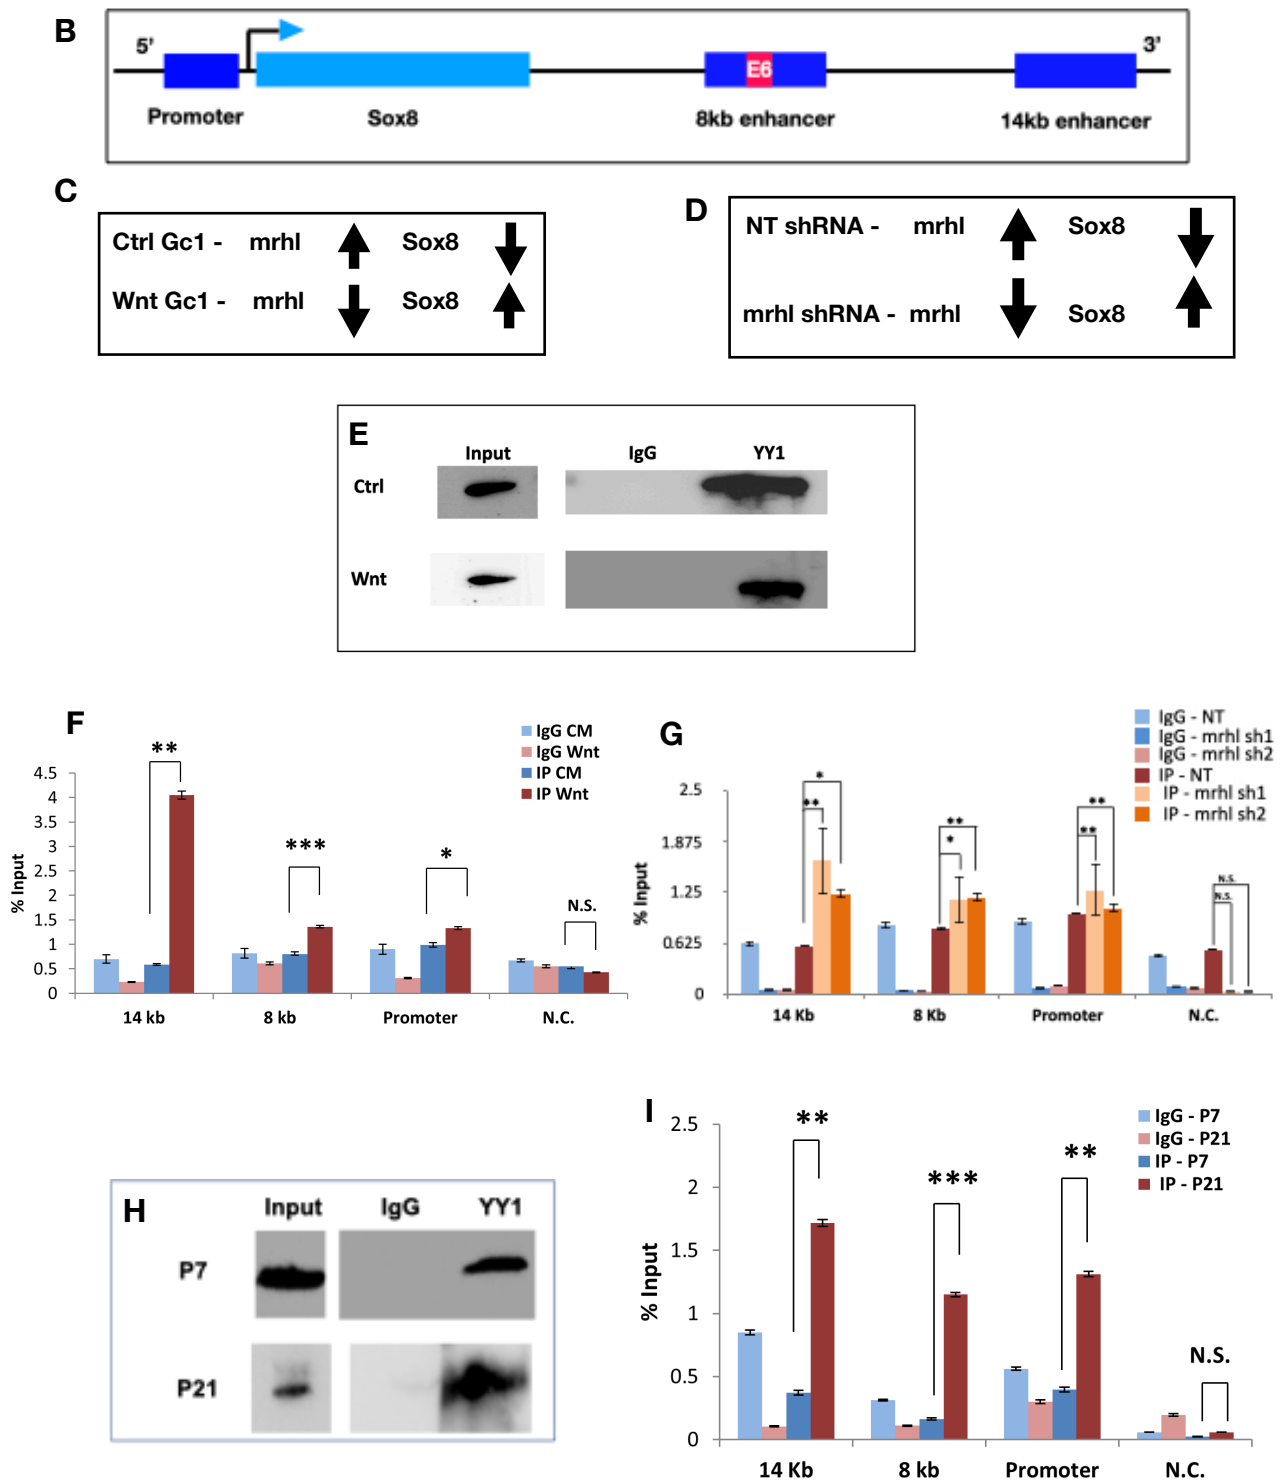 B
5'
3'
E6
Promoter
Sox8
8kb enhancer
14kb enhancer
C
Ctrl Gc1 - mrhl Sox8
Wnt Gc1 - mrhl Sox8
D
NT shRNA - mrhl Sox8
mrhl shRNA - mrhl Sox8
E
Input IgG YY1
Ctrl
Wnt
F
IgG CM
IgG Wnt
IP CM
IP Wnt
% Input
4.5
4
3.5
3
2.5
2
1.5
1
0.5
0
**
***
*
N.S.
14 kb 8 kb Promoter N.C.
G
IgG - NT
IgG - mrhl sh1
IgG - mrhl sh2
IP - NT
IP - mrhl sh1
IP - mrhl sh2
% Input
2.5
1.875
1.25
0.625
0
*
**
**
*
**
**
N.S.
N.S.
14 Kb 8 Kb Promoter N.C.
H
Input IgG YY1
P7
P21
I
IgG - P7
IgG - P21
IP - P7
IP - P21
% Input
2.5
2
1.5
1
0.5
0
**
***
**
N.S.
14 Kb 8 kb Promoter N.C.